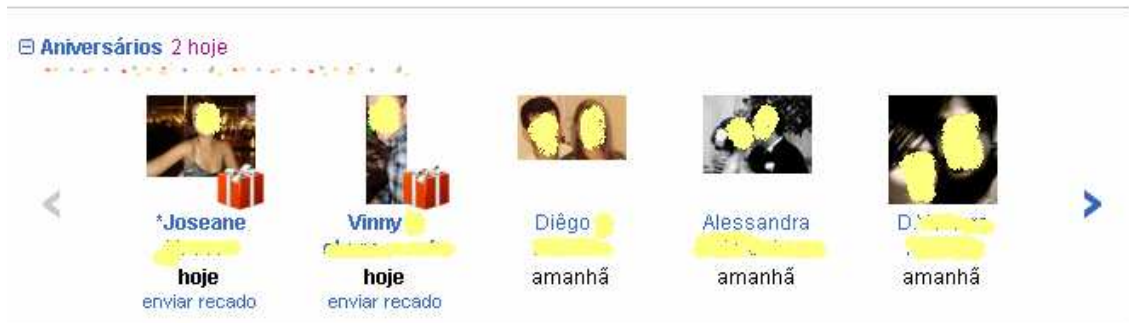 Aniversários 2 hoje
*Joseane
Vinny
Diêgo
Alessandra
hoje
hoje
amanhã
amanhã
amanhã
enviar recado
enviar recado